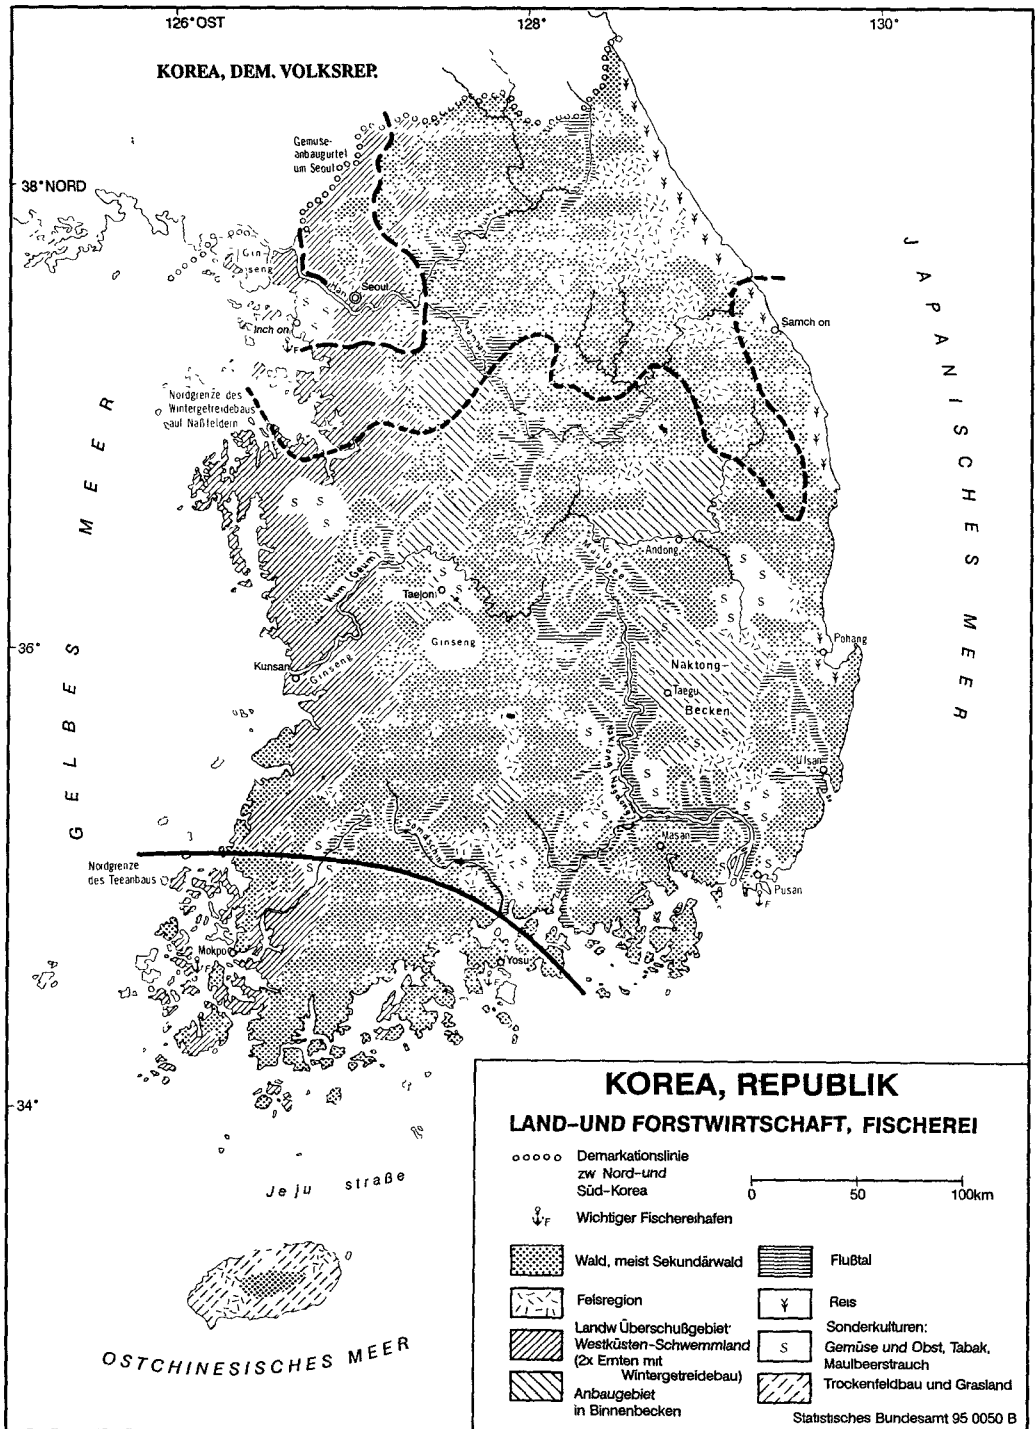 126° OST
128°
130°
KOREA, DEM. VOLKSREP.
Gemuse-
anbaugurtel
um Seoul
38° NORD
Gin
seng
Han
Seoul
Inch on
F
Samch on
Nordgrenze des
Wintergetreidebaus
auf Naßfeldern
JAPANISCHES MEER
GELBES MEER
Andong
Maulbeer
Kum (Geum)
Taejon
Ginseng
Kunsan
Ginseng
36°
Pohang
Naktong-
Taegu
Becken
Ulsan
Masan
Pusan
F
Nordgrenze
des Teeanbaus
Mokpo
F
Yosu
F
34°
Jeju straße
OSTCHINESISCHES MEER
KOREA, REPUBLIK
LAND-UND FORSTWIRTSCHAFT, FISCHEREI
Demarkationslinie
zw Nord-und
Süd-Korea
0 50 100km
F Wichtiger Fischereihafen
Wald, meist Sekundärwald
Flußtal
Felsregion
Reis
Landw Überschußgebiet:
Westküsten-Schwemmland
(2x Ernten mit
Wintergetreidebau)
Sonderkulturen:
S Gemüse und Obst, Tabak,
Maulbeerstrauch
Anbaugebiet
in Binnenbecken
Trockenfeldbau und Grasland
Statistisches Bundesamt 95 0050 B